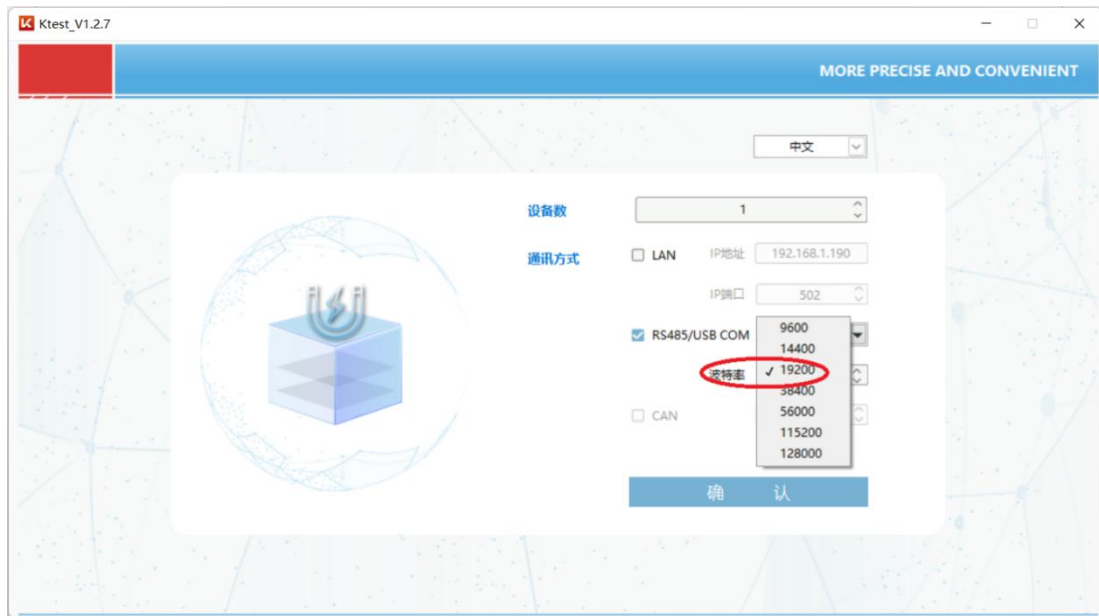 Ktest_V1.2.7
MORE PRECISE AND CONVENIENT
中文
设备数 1
通讯方式 LAN IP地址 192.168.1.190
IP端口 502
RS485/USB COM
9600
14400
波特率 ✓ 19200
38400
56000
CAN
115200
128000
确 认